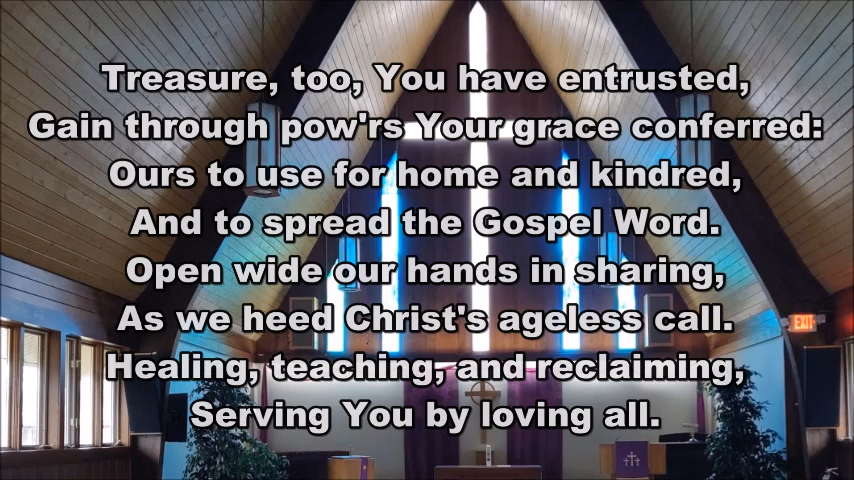 Treasure, too, You have entrusted,
Gain through pow'rs Your grace conferred:
Ours to use for home and kindred,
And to spread the Gospel Word.
Open wide our hands in sharing,
As we heed Christ's ageless call.
Healing, teaching, and reclaiming,
Serving You by loving all.
EXIT